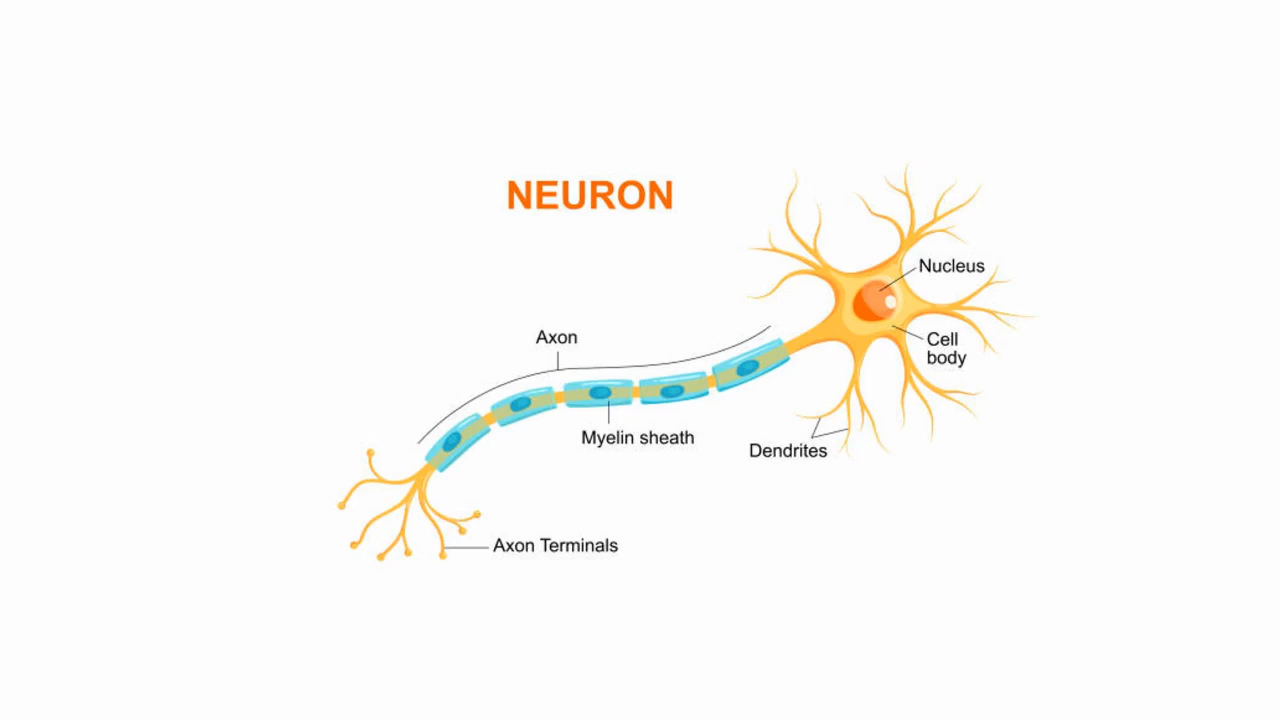 NEURON
Nucleus
Axon
Cell
body
Myelin sheath
Dendrites
Axon Terminals